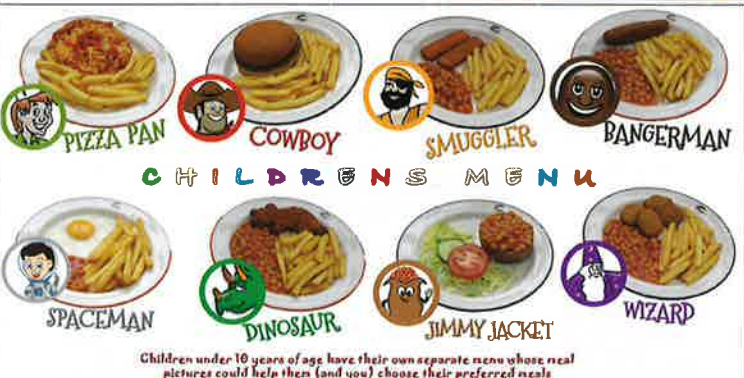 PIZZA PAN
COWBOY
SMUGGLER
BANGERMAN
CHILDRENS MENU
SPACEMAN
DINOSAUR
JIMMY JACKET
WIZARD
Children under 10 years of age have their own separate menu whose meal
pictures could help them (and you) choose their preferred meals